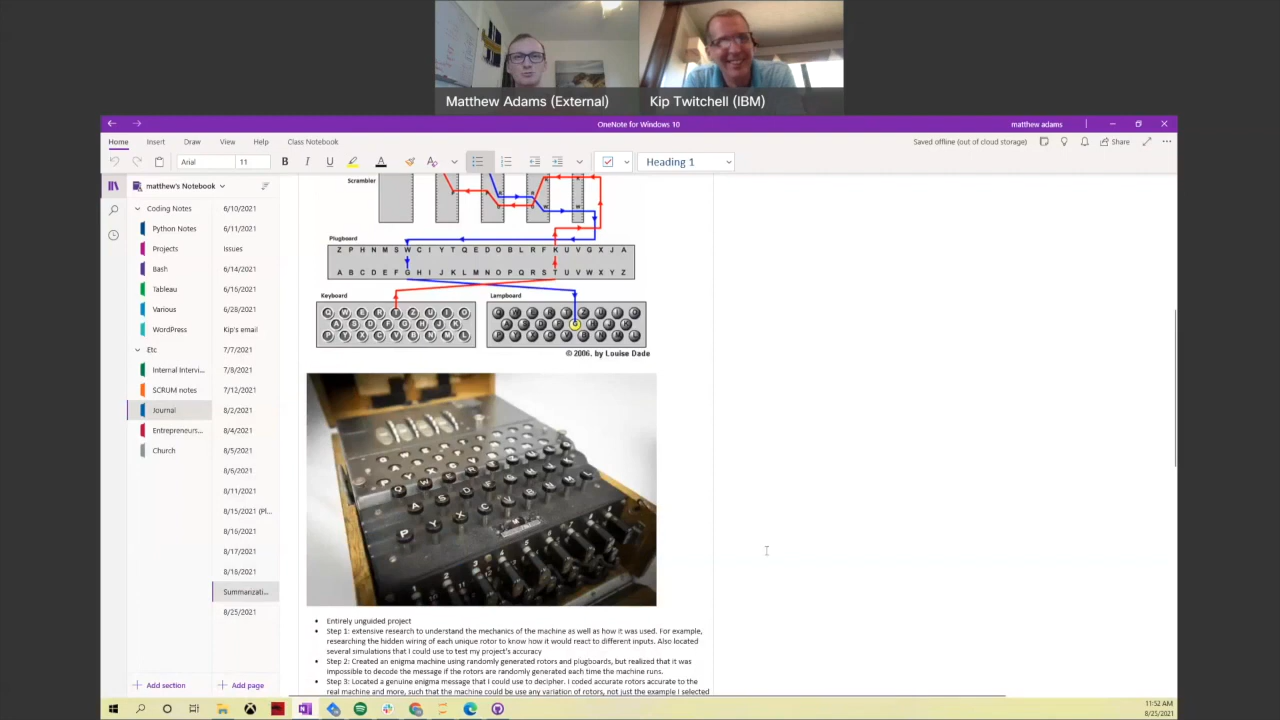 Matthew Adams (External)
Kip Twitchell (IBM)
OneNote for Windows 10
matthew adams
Home Insert Draw View Help Class Notebook
Saved offline (out of cloud storage)
Share
Arial 11 B I U A
Heading 1
matthew's Notebook
Coding Notes
Python Notes
Projects
Bash
Tableau
Various
WordPress
Etc
Internal Intervi...
SCRUM notes
Journal
Entrepreneurs...
Church
Add section
6/10/2021
6/11/2021
Issues
6/14/2021
6/16/2021
6/28/2021
Kip's email
7/7/2021
7/8/2021
7/12/2021
8/2/2021
8/4/2021
8/5/2021
8/6/2021
8/11/2021
8/15/2021 (Pl...
8/16/2021
8/17/2021
8/18/2021
Summarizati...
8/25/2021
Add page
Scrambler
Plugboard
Z P H N M S W C I Y T Q E D O B L R F K U V G X J A
A B C D E F G H I J K L M N O P Q R S T U V W X Y Z
Keyboard
Lampboard
Q W E R T Z U I O
A S D F G H J K
P Y X C V B N M L
© 2006, by Louise Dade
Entirely unguided project
Step 1: extensive research to understand the mechanics of the machine as well as how it was used. For example,
researching the hidden wiring of each unique rotor to know how it would react to different inputs. Also located
several simulations that I could use to test my project's accuracy
Step 2: Created an enigma machine using randomly generated rotors and plugboards, but realized that it was
impossible to decode the message if the rotors are randomly generated each time the machine runs.
Step 3: Located a genuine enigma message that I could use to decipher. I coded accurate rotors accurate to the
real machine and more, such that the machine could be use any variation of rotors, not just the example I selected
11:52 AM
8/25/2021